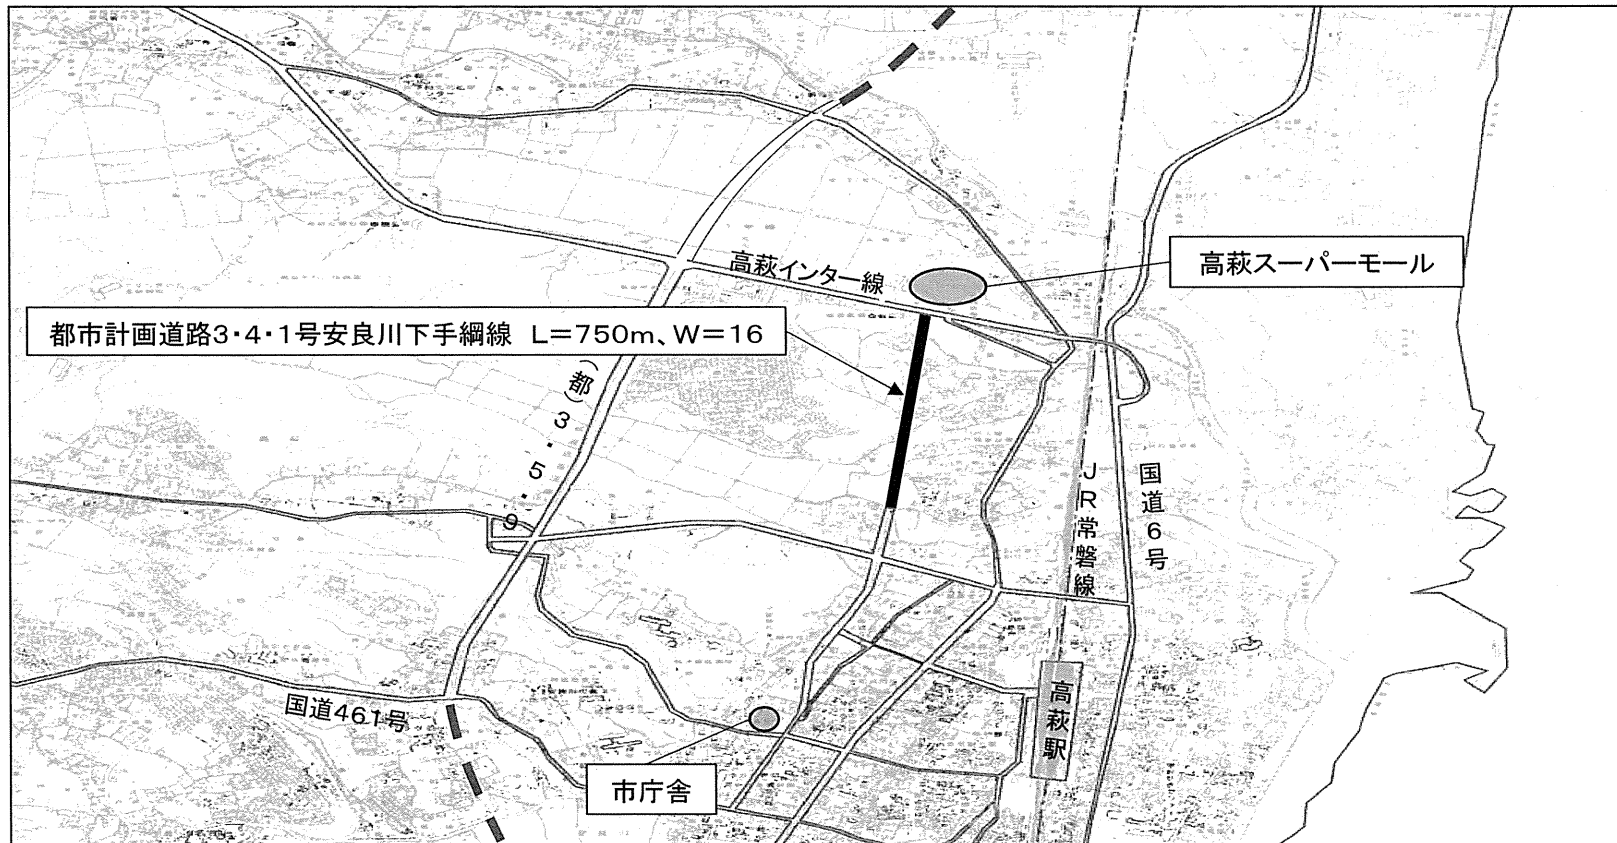 高萩インター線
高萩スーパーモール
都市計画道路3・4・1号安良川下手綱線 L=750m、W=16
(都)3・5・9
JR常磐線
国道6号
国道461号
高萩駅
市庁舎